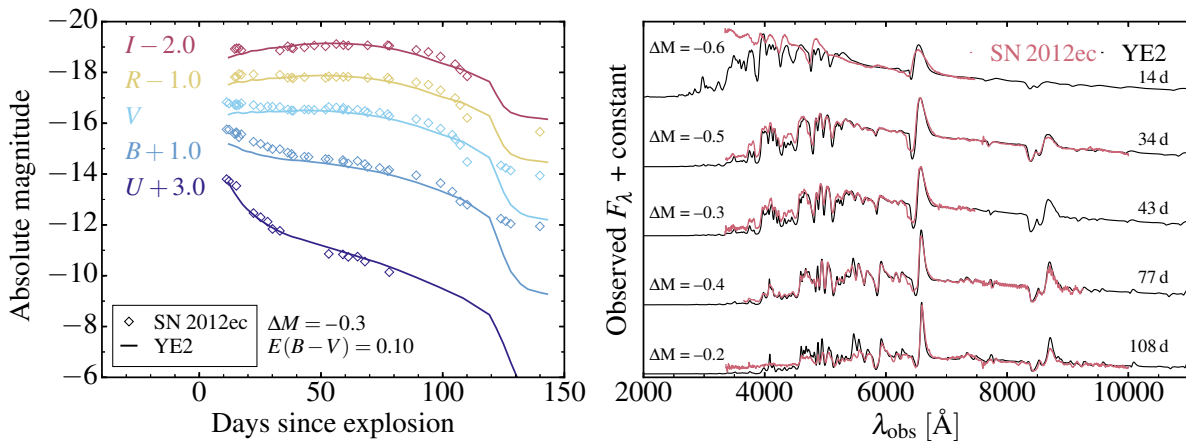 −20
−18
−16
−14
−12
−10
−8
−6
Absolute magnitude
I − 2.0
R − 1.0
V
B + 1.0
U + 3.0
SN 2012ec
YE2
ΔM = −0.3
E(B−V) = 0.10
0
50
100
150
Days since explosion
Observed Fλ + constant
ΔM = −0.6
SN 2012ec
YE2
14 d
ΔM = −0.5
34 d
ΔM = −0.3
43 d
ΔM = −0.4
77 d
ΔM = −0.2
108 d
2000
4000
6000
8000
10000
λobs [Å]